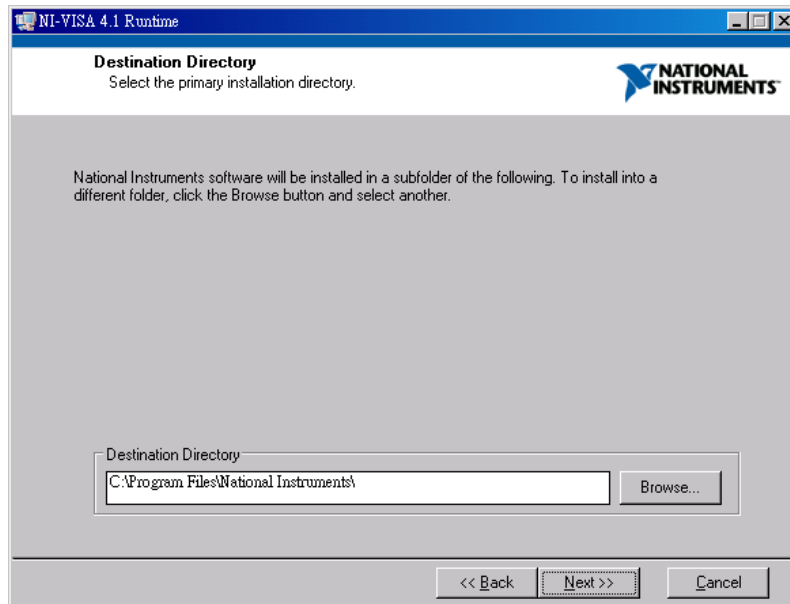 NI-VISA 4.1 Runtime
Destination Directory
Select the primary installation directory.
NATIONAL
INSTRUMENTS™
National Instruments software will be installed in a subfolder of the following. To install into a
different folder, click the Browse button and select another.
Destination Directory
C:\Program Files\National Instruments\
Browse...
<< Back
Next >>
Cancel